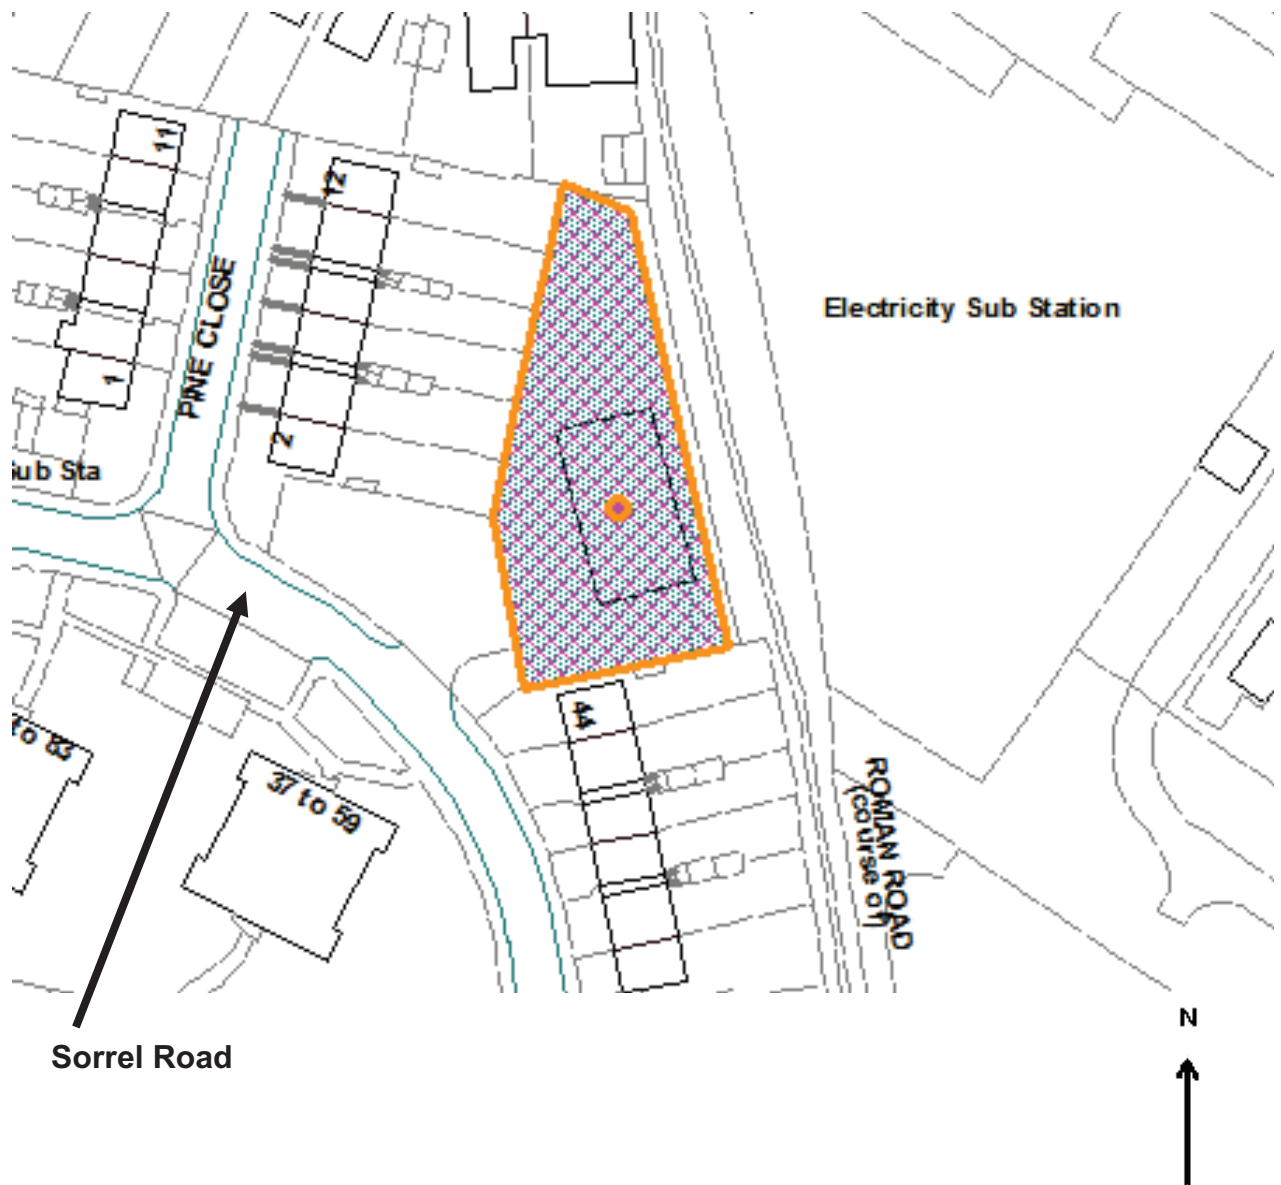 11
12
PINE CLOSE
Electricity Sub Station
1
2
Sub Sta
44
to 83
37 to 59
ROMAN ROAD
(course of)
N
Sorrel Road